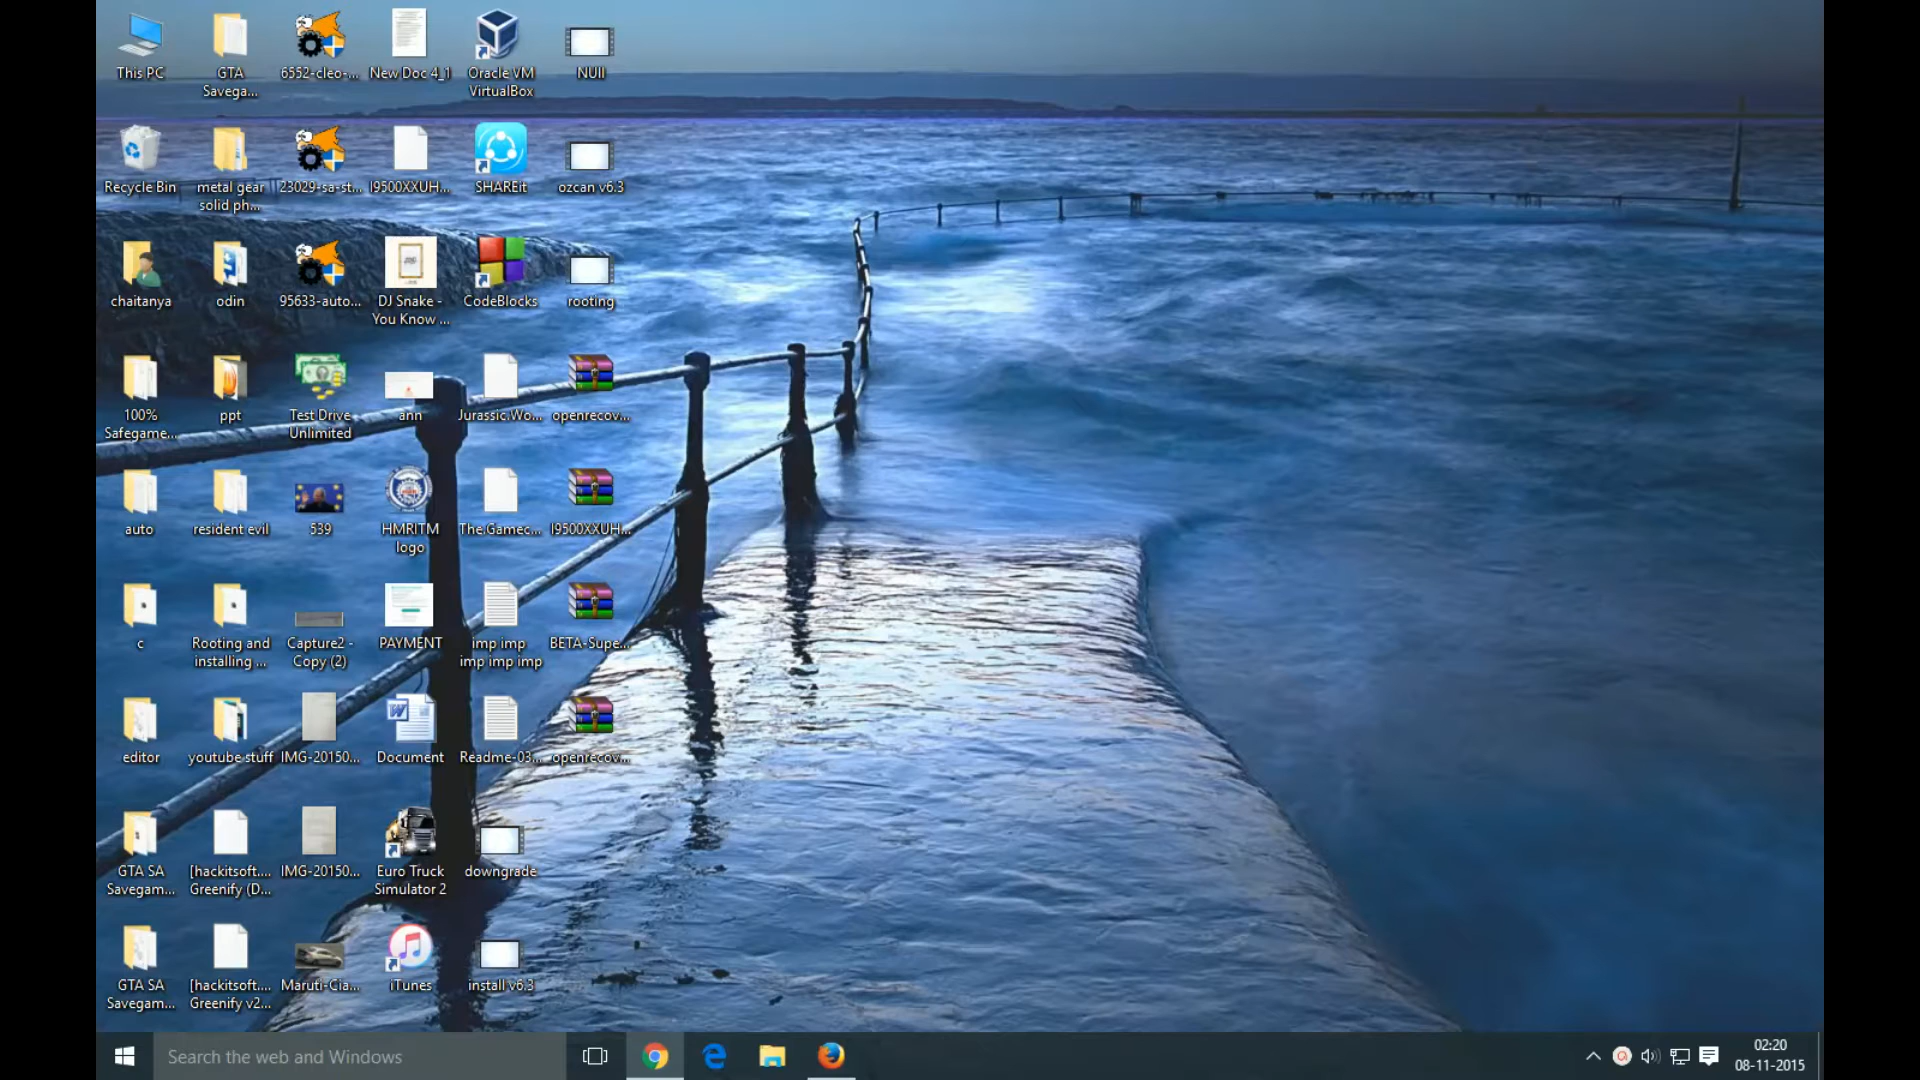 This PC
GTA
Savega...
6552-cleo-...
New Doc 4_1
Oracle VM
VirtualBox
NUll
Recycle Bin
metal gear
solid ph...
23029-sa-st...
I9500XXUH...
SHAREit
ozcan v6.3
chaitanya
odin
95633-auto...
DJ Snake -
You Know ...
CodeBlocks
rooting
100%
Safegame...
ppt
Test Drive
Unlimited
ann
Jurassic.Wo...
openrecov...
auto
resident evil
539
HMRITM
logo
The.Gamec...
I9500XXUH...
c
Rooting and
installing ...
Capture2 -
Copy (2)
PAYMENT
imp imp
imp imp imp
BETA-Supe...
editor
youtube stuff
IMG-20150...
Document
Readme-03...
openrecov...
GTA SA
Savegam...
[hackitsoft....
Greenify (D...
IMG-20150...
Euro Truck
Simulator 2
downgrade
GTA SA
Savegam...
[hackitsoft....
Greenify v2...
Maruti-Cia...
iTunes
install v6.3
Search the web and Windows
02:20
08-11-2015